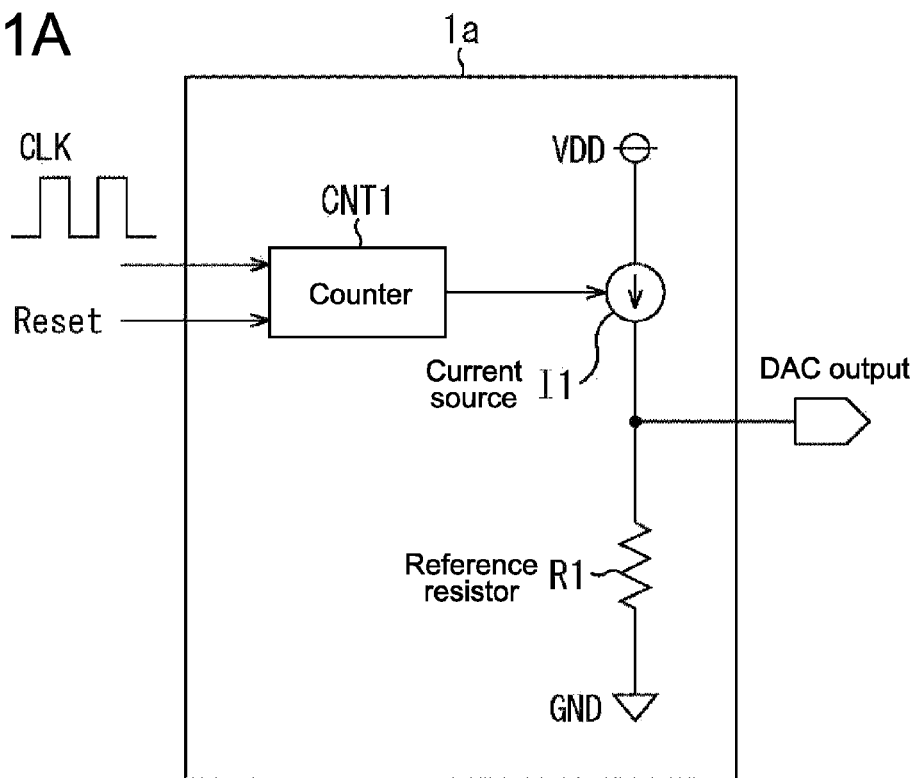 1A
1a
CLK
VDD
CNT1
Counter
Reset
Current
source I1
DAC output
Reference
resistor R1
GND